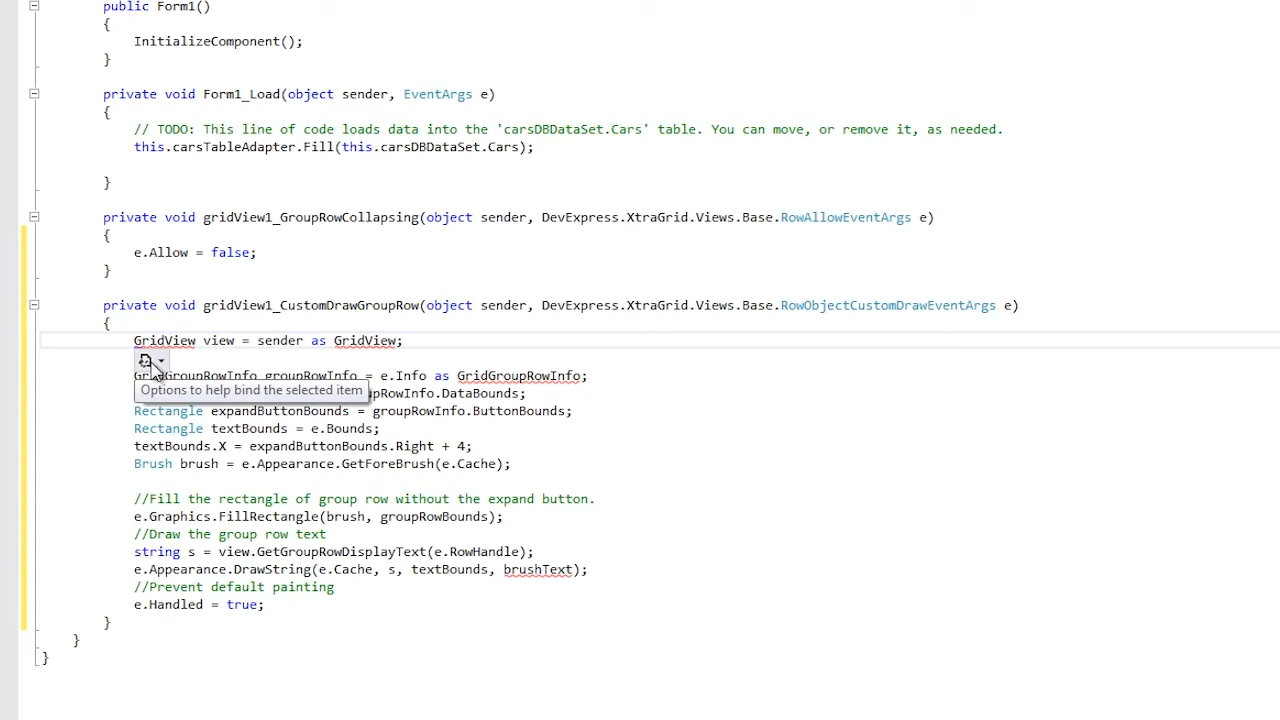 public Form1()
{
InitializeComponent();
}
private void Form1_Load(object sender, EventArgs e)
{
// TODO: This line of code loads data into the 'carsDBDataSet.Cars' table. You can move, or remove it, as needed.
this.carsTableAdapter.Fill(this.carsDBDataSet.Cars);
}
private void gridView1_GroupRowCollapsing(object sender, DevExpress.XtraGrid.Views.Base.RowAllowEventArgs e)
{
e.Allow = false;
}
private void gridView1_CustomDrawGroupRow(object sender, DevExpress.XtraGrid.Views.Base.RowObjectCustomDrawEventArgs e)
{
GridView view = sender as GridView;
GridGroupRowInfo groupRowInfo = e.Info as GridGroupRowInfo;
Options to help bind the selected item
pRowInfo.DataBounds;
Rectangle expandButtonBounds = groupRowInfo.ButtonBounds;
Rectangle textBounds = e.Bounds;
textBounds.X = expandButtonBounds.Right + 4;
Brush brush = e.Appearance.GetForeBrush(e.Cache);
//Fill the rectangle of group row without the expand button.
e.Graphics.FillRectangle(brush, groupRowBounds);
//Draw the group row text
string s = view.GetGroupRowDisplayText(e.RowHandle);
e.Appearance.DrawString(e.Cache, s, textBounds, brushText);
//Prevent default painting
e.Handled = true;
}
}
}